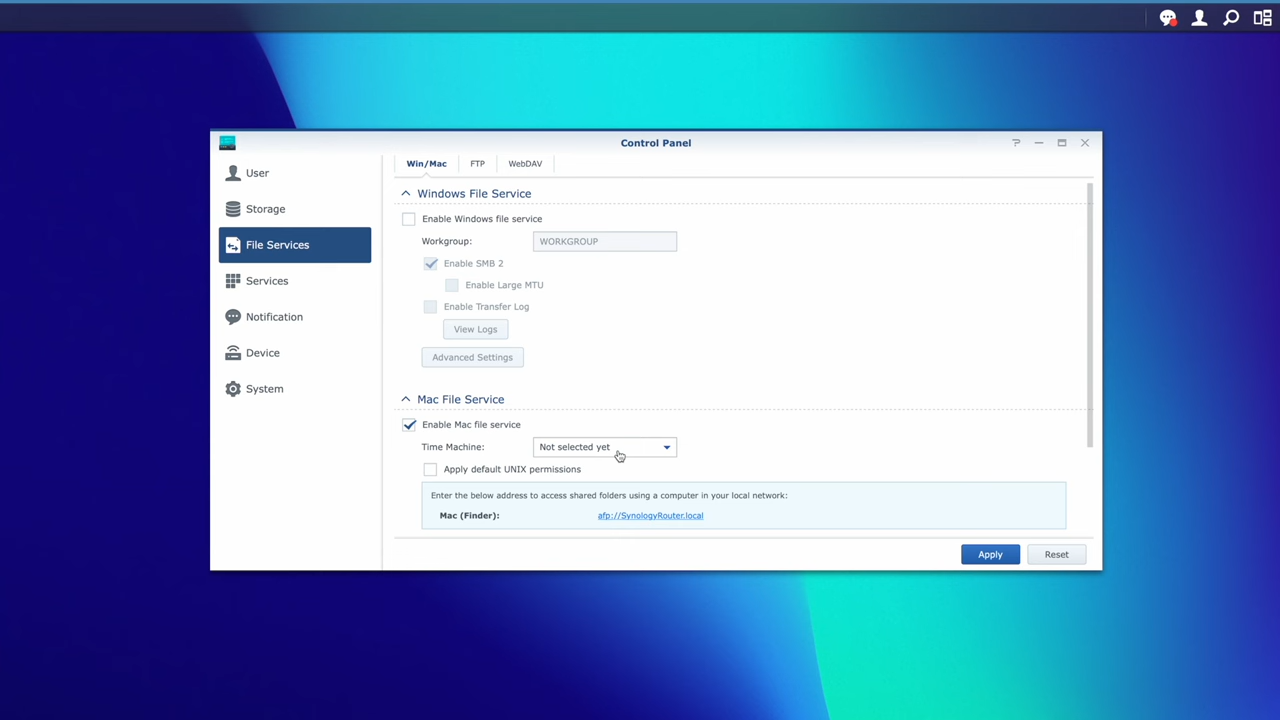 Control Panel
User
Storage
File Services
Services
Notification
Device
System
Win/Mac FTP WebDAV
Windows File Service
Enable Windows file service
Workgroup: WORKGROUP
Enable SMB 2
Enable Large MTU
Enable Transfer Log
View Logs
Advanced Settings
Mac File Service
Enable Mac file service
Time Machine: Not selected yet
Apply default UNIX permissions
Enter the below address to access shared folders using a computer in your local network:
Mac (Finder): afp://SynologyRouter.local
Apply Reset